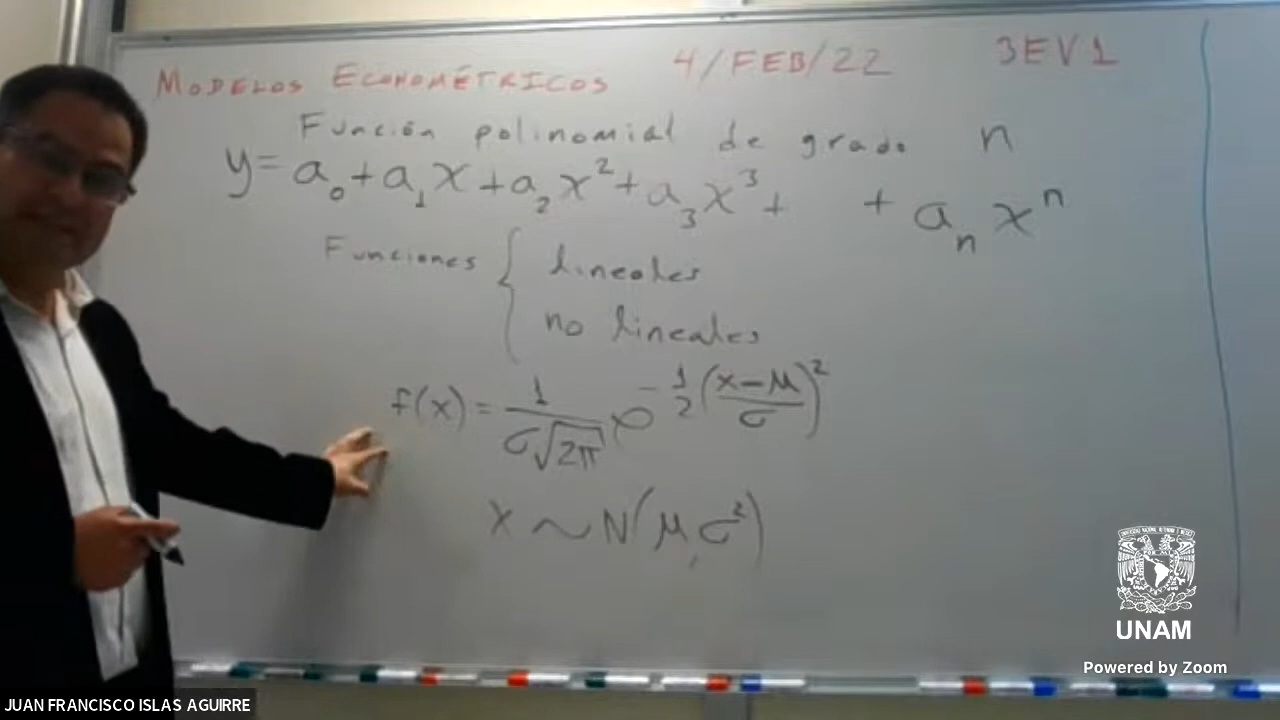 MODELOS ECONOMÉTRICOS 4/FEB/22 3EV1
Función polinomial de grado n
y = a₀ + a₁x + a₂x² + a₃x³ + + aₙxⁿ
Funciones { lineales
no lineales
f(x) = 1/(σ√2π) e^(-1/2((x-μ)/σ)²)
X ~ N(μ, σ²)
UNAM
Powered by Zoom
JUAN FRANCISCO ISLAS AGUIRRE